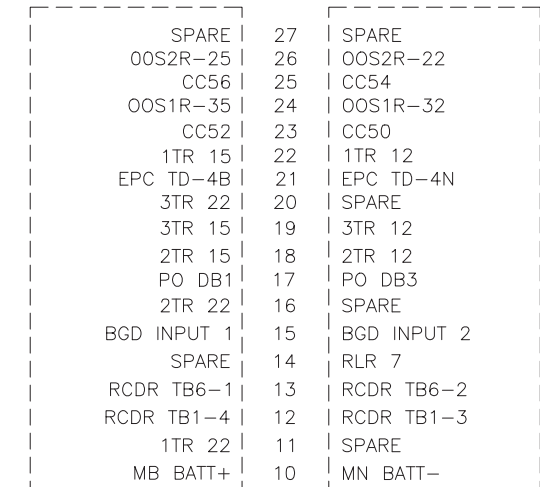 SPARE 27 SPARE
OOS2R-25 26 OOS2R-22
CC56 25 CC54
OOS1R-35 24 OOS1R-32
CC52 23 CC50
1TR 15 22 1TR 12
EPC TD-4B 21 EPC TD-4N
3TR 22 20 SPARE
3TR 15 19 3TR 12
2TR 15 18 2TR 12
PO DB1 17 PO DB3
2TR 22 16 SPARE
BGD INPUT 1 15 BGD INPUT 2
SPARE 14 RLR 7
RCDR TB6-1 13 RCDR TB6-2
RCDR TB1-4 12 RCDR TB1-3
1TR 22 11 SPARE
MB BATT+ 10 MN BATT-